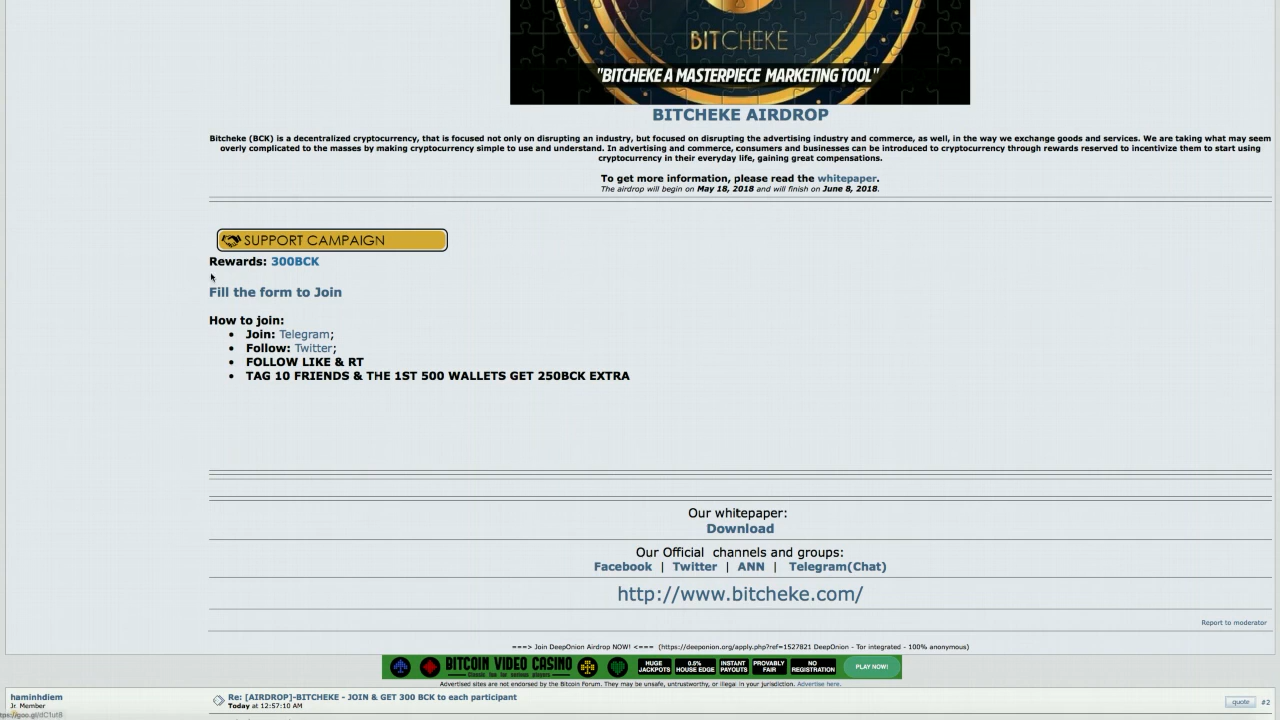 BITCHEKE
"BITCHEKE A MASTERPIECE MARKETING TOOL"
BITCHEKE AIRDROP
Bitcheke (BCK) is a decentralized cryptocurrency, that is focused not only on disrupting an industry, but focused on disrupting the advertising industry and commerce, as well, in the way we exchange goods and services. We are taking what may seem
overly complicated to the masses by making cryptocurrency simple to use and understand. In advertising and commerce, consumers and businesses can be introduced to cryptocurrency through rewards reserved to incentivize them to start using
cryptocurrency in their everyday life, gaining great compensations.
To get more information, please read the whitepaper.
The airdrop will begin on May 18, 2018 and will finish on June 8, 2018.
SUPPORT CAMPAIGN
Rewards: 300BCK
Fill the form to Join
How to join:
• Join: Telegram;
• Follow: Twitter;
• FOLLOW LIKE & RT
• TAG 10 FRIENDS & THE 1ST 500 WALLETS GET 250BCK EXTRA
Our whitepaper:
Download
Our Official channels and groups:
Facebook | Twitter | ANN | Telegram(Chat)
http://www.bitcheke.com/
Report to moderator
===> Join DeepOnion Airdrop NOW! <=== (https://deeponion.org/apply.php?ref=1527821 DeepOnion - Tor integrated - 100% anonymous)
BITCOIN VIDEO CASINO
HUGE JACKPOTS 0.5% HOUSE EDGE INSTANT PAYOUTS PROVABLY FAIR NO REGISTRATION PLAY NOW!
Advertised sites are not endorsed by the Bitcoin Forum. They may be unsafe, untrustworthy, or illegal in your jurisdiction. Advertise here.
haminhdiem
Jr. Member
Re: [AIRDROP]-BITCHEKE - JOIN & GET 300 BCK to each participant
Today at 12:57:10 AM
quote #2